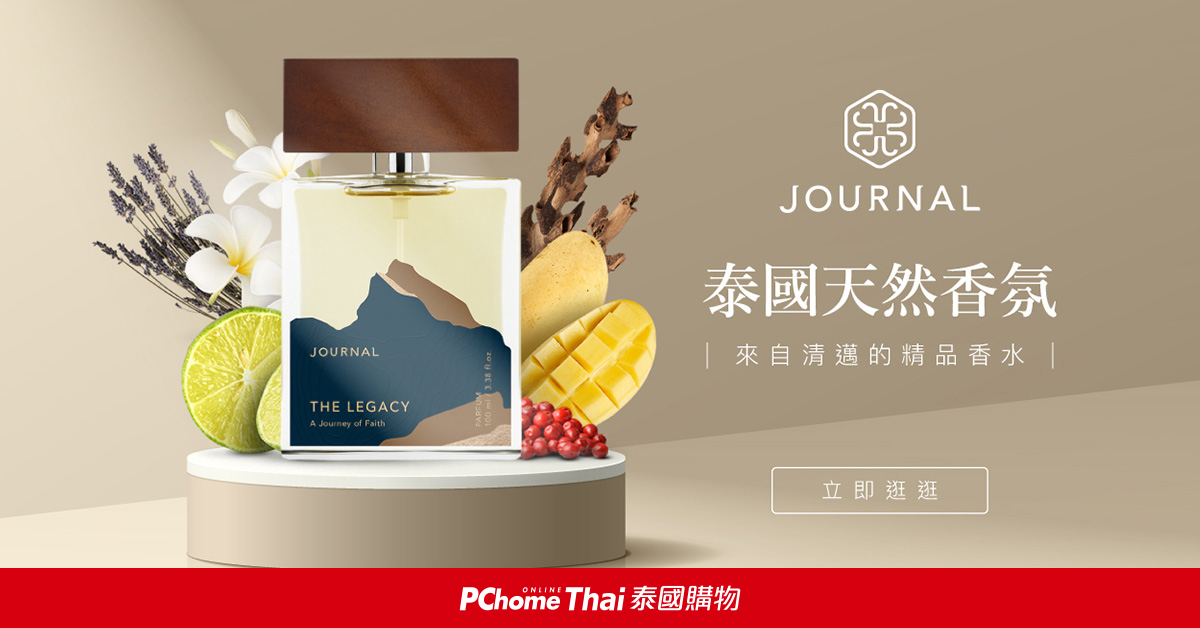 JOURNAL
THE LEGACY
A Journey of Faith
PARFUM
100 ml / 3.38 fl.oz
JOURNAL
泰國天然香氛
| 來自清邁的精品香水 |
立即逛逛
PChome ONLINE Thai 泰國購物